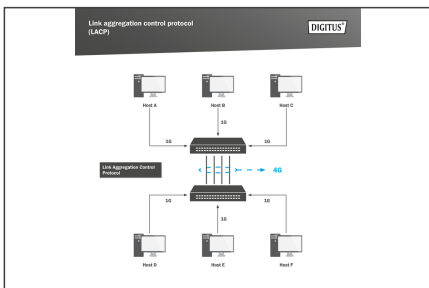 Link aggregation control protocol
(LACP)
DIGITUS®
Host A
Host B
Host C
1G
1G
1G
Link Aggregation Control
Protocol
4G
1G
1G
1G
Host D
Host E
Host F